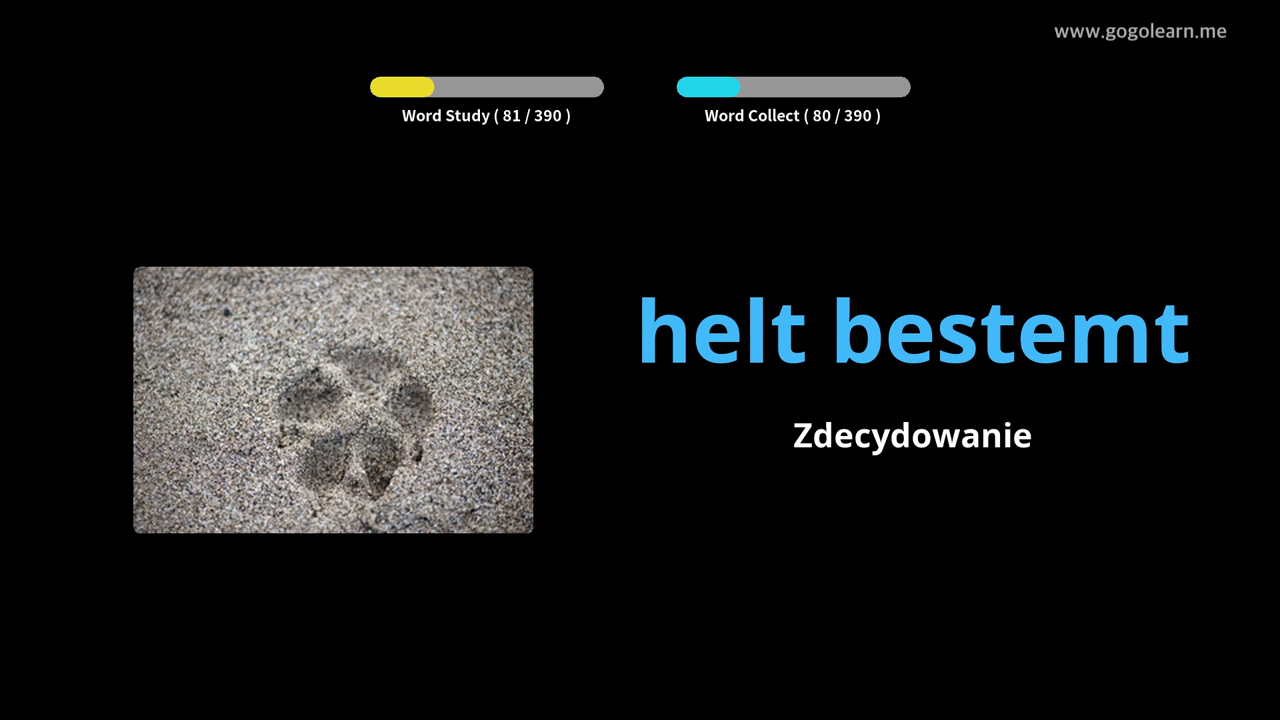 www.gogolearn.me
Word Study ( 81 / 390 )
Word Collect ( 80 / 390 )
helt bestemt
Zdecydowanie